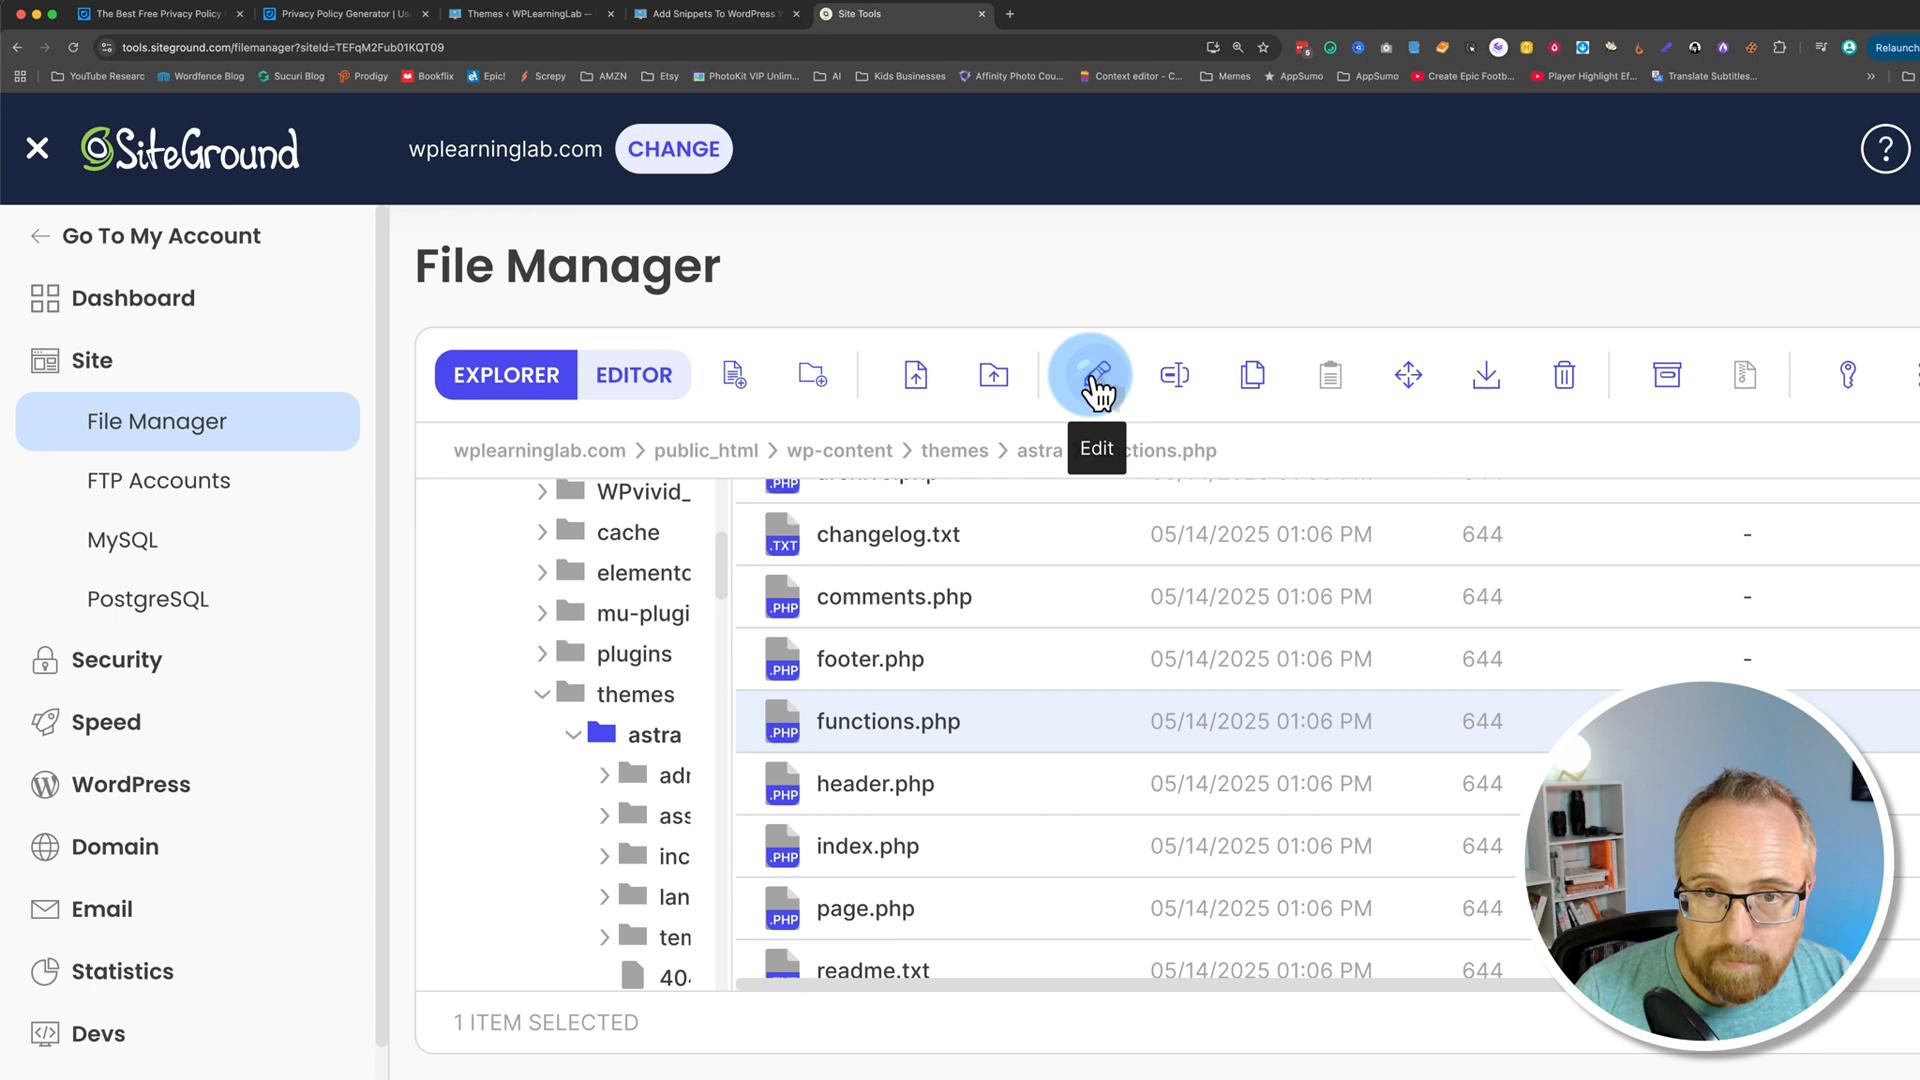 The Best Free Privacy Policy
Privacy Policy Generator | Us
Themes ‹ WPLearningLab —
Add Snippets To WordPress W
Site Tools
tools.siteground.com/filemanager?siteId=TEFqM2Fub01KQT09
Relaunch
YouTube Researc
Wordfence Blog
Sucuri Blog
Prodigy
Bookflix
Epic!
Screpy
AMZN
Etsy
PhotoKit VIP Unlim...
AI
Kids Businesses
Affinity Photo Cou...
Context editor - C...
Memes
AppSumo
AppSumo
Create Epic Footb...
Player Highlight Ef...
Translate Subtitles...
SiteGround
wplearninglab.com
CHANGE
?
Go To My Account
Dashboard
Site
File Manager
FTP Accounts
MySQL
PostgreSQL
Security
Speed
WordPress
Domain
Email
Statistics
Devs
File Manager
EXPLORER
EDITOR
Edit
wplearninglab.com > public_html > wp-content > themes > astra ctions.php
WPvivid_
cache
elementc
mu-plugi
plugins
themes
astra
adr
ass
inc
lan
ten
40
.PHP
.TXT changelog.txt 05/14/2025 01:06 PM 644 -
.PHP comments.php 05/14/2025 01:06 PM 644 -
.PHP footer.php 05/14/2025 01:06 PM 644 -
.PHP functions.php 05/14/2025 01:06 PM 644
.PHP header.php 05/14/2025 01:06 PM 644
.PHP index.php 05/14/2025 01:06 PM 644
.PHP page.php 05/14/2025 01:06 PM 644
readme.txt 05/14/2025 01:06 PM 644
1 ITEM SELECTED